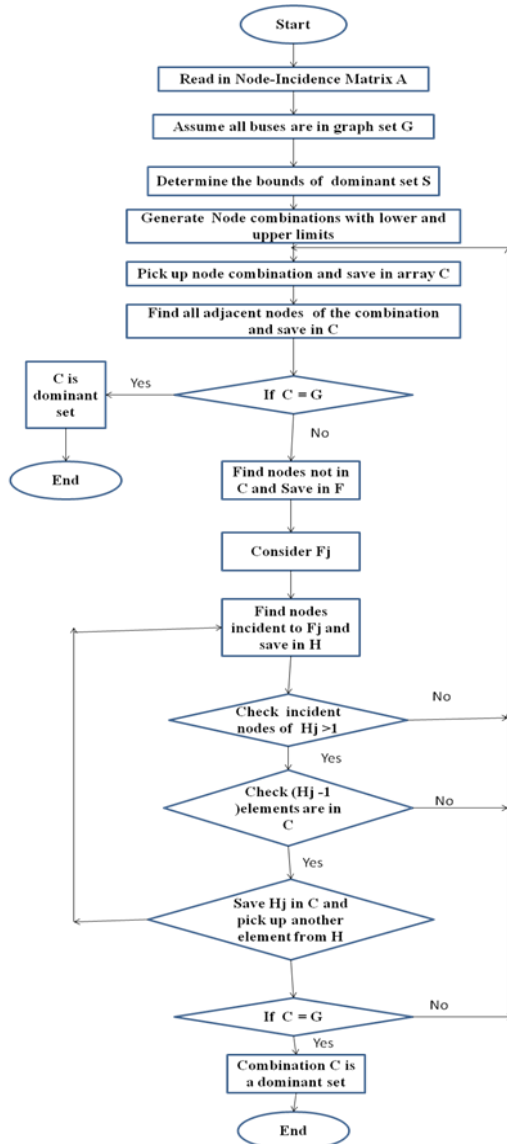 Start
Read in Node-Incidence Matrix A
Assume all buses are in graph set G
Determine the bounds of dominant set S
Generate Node combinations with lower and
upper limits
Pick up node combination and save in array C
Find all adjacent nodes of the combination
and save in C
If C = G
Yes
C is
dominant
set
End
No
Find nodes not in
C and Save in F
Consider Fj
Find nodes
incident to Fj and
save in H
Check incident
nodes of Hj >1
No
Yes
Check (Hj -1
)elements are in
C
No
Yes
Save Hj in C and
pick up another
element from H
If C = G
No
Yes
Combination C is
a dominant set
End